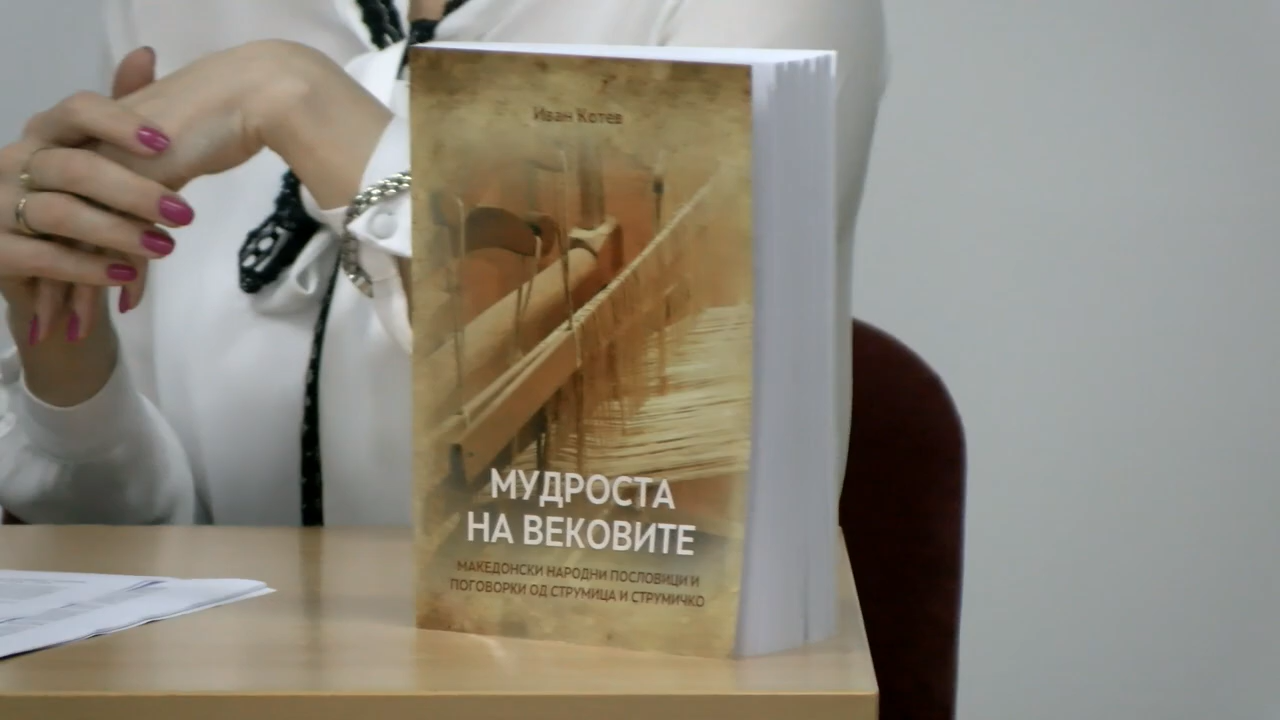 Иван Котев
МУДРОСТА
НА ВЕКОВИТЕ
МАКЕДОНСКИ НАРОДНИ ПОСЛОВИЦИ И
ПОГОВОРКИ ОД СТРУМИЦА И СТРУМИЧКО